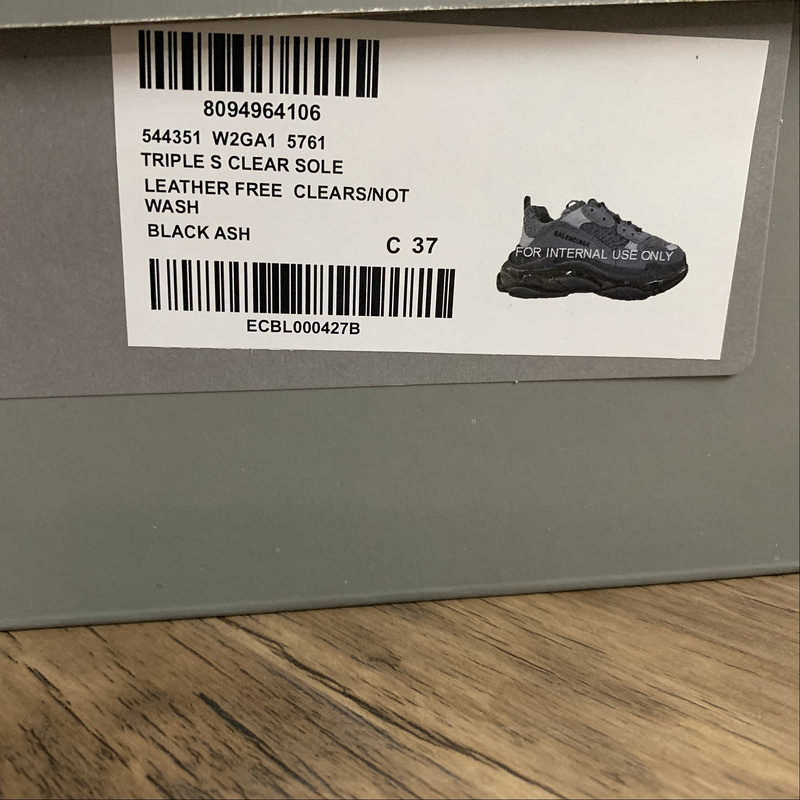 8094964106
544351 W2GA1 5761
TRIPLE S CLEAR SOLE
LEATHER FREE CLEARS/NOT
WASH
BLACK ASH
C 37
BALENCIAGA
FOR INTERNAL USE ONLY
ECBL000427B